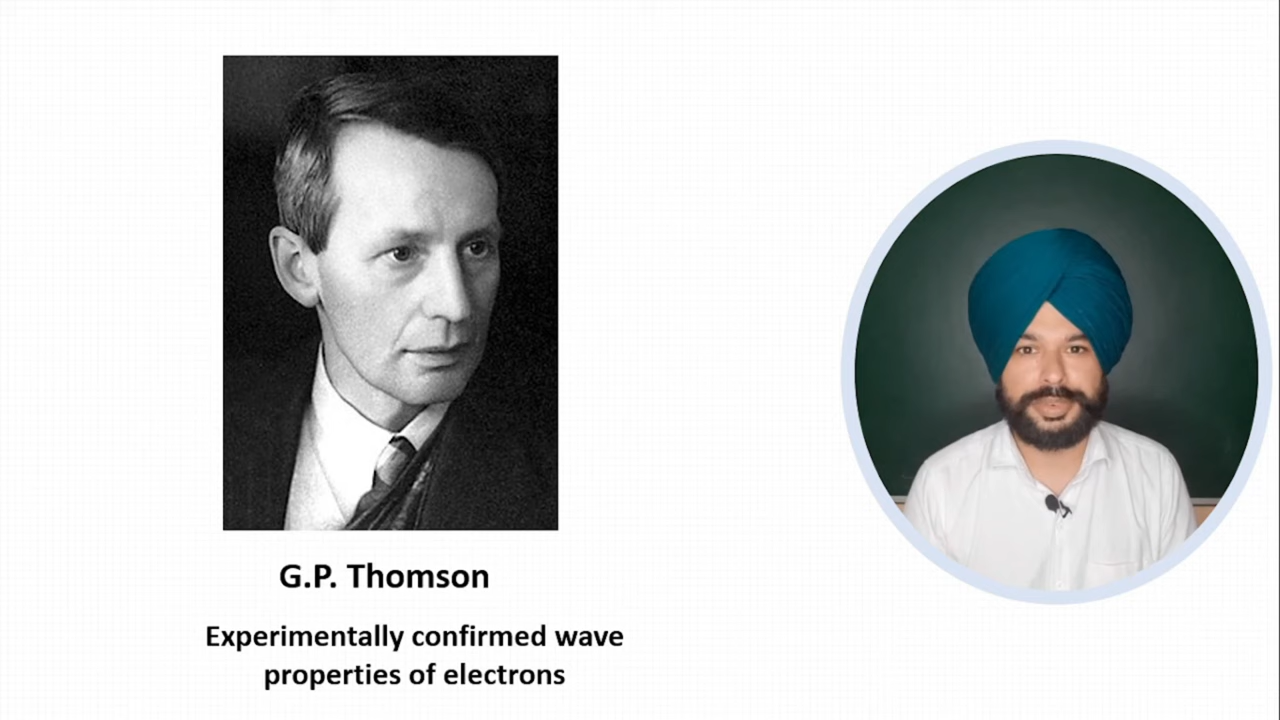 G.P. Thomson
Experimentally confirmed wave
properties of electrons